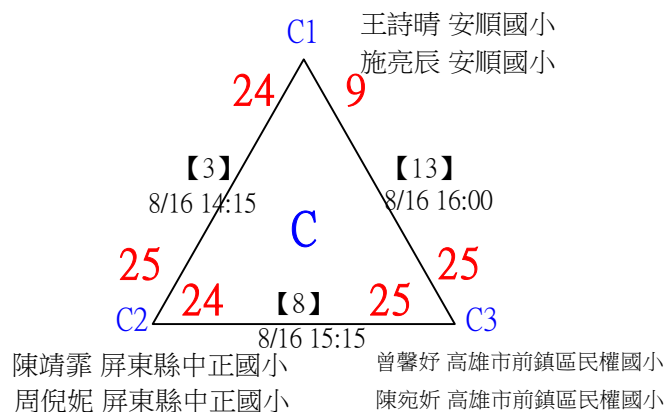 C1
王詩晴 安順國小
施亮辰 安順國小
24
9
【3】
8/16 14:15
【13】
8/16 16:00
C
25
25
24
【8】
25
C2
8/16 15:15
C3
陳靖霏 屏東縣中正國小
周倪妮 屏東縣中正國小
曾馨妤 高雄市前鎮區民權國小
陳宛妡 高雄市前鎮區民權國小